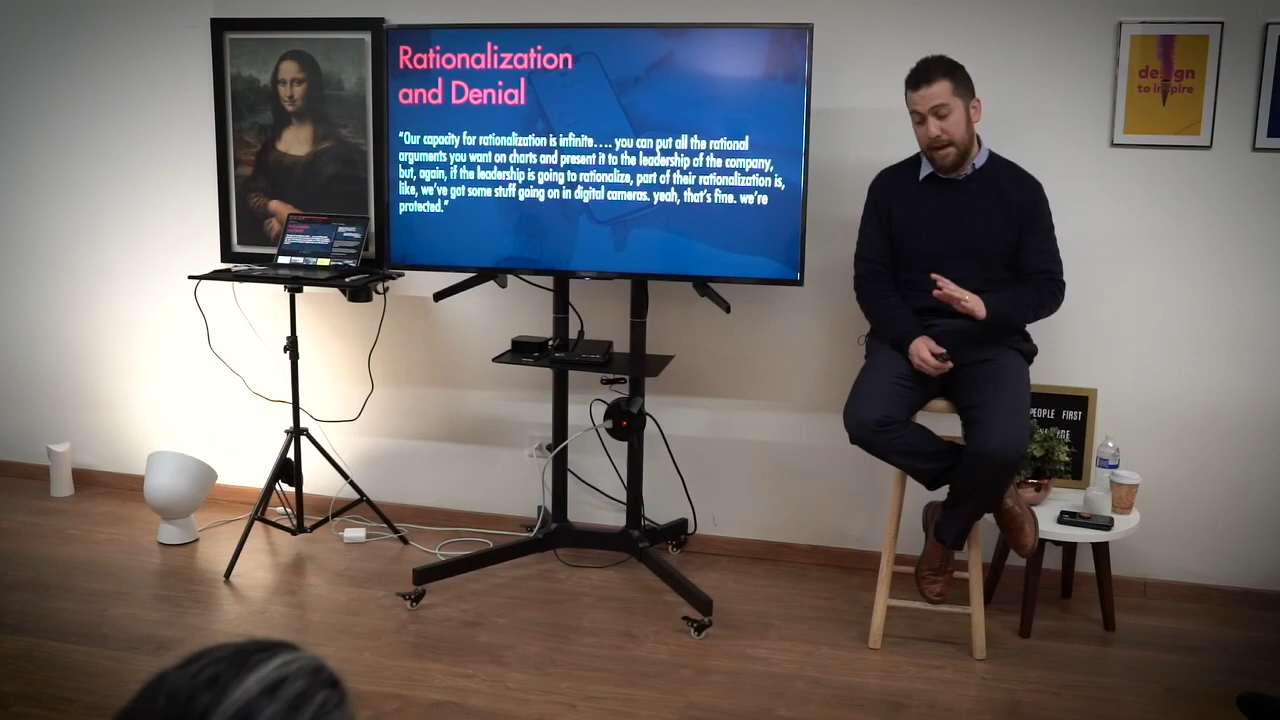 Rationalization
and Denial
“Our capacity for rationalization is infinite.... you can put all the rational
arguments you want on charts and present it to the leadership of the company,
but, again, if the leadership is going to rationalize, part of their rationalization is,
like, we’ve got some stuff going on in digital cameras. yeah, that’s fine. we’re
protected.”
design
to inspire
PEOPLE FIRST